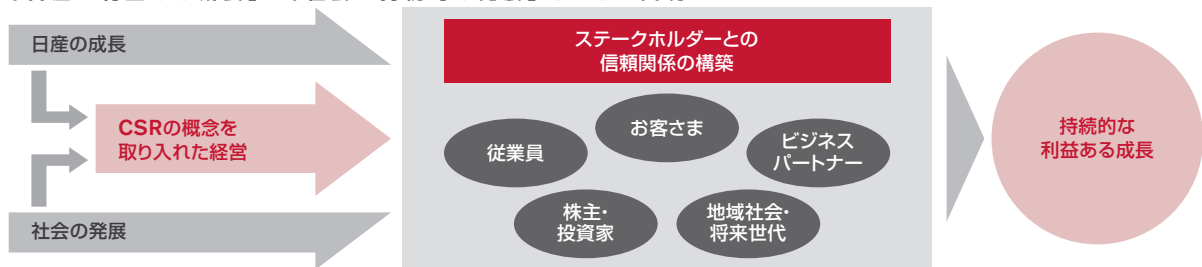 日産の成長
CSRの概念を
取り入れた経営
社会の発展
ステークホルダーとの
信頼関係の構築
お客さま
従業員
ビジネス
パートナー
株主・
投資家
地域社会・
将来世代
持続的な
利益ある成長